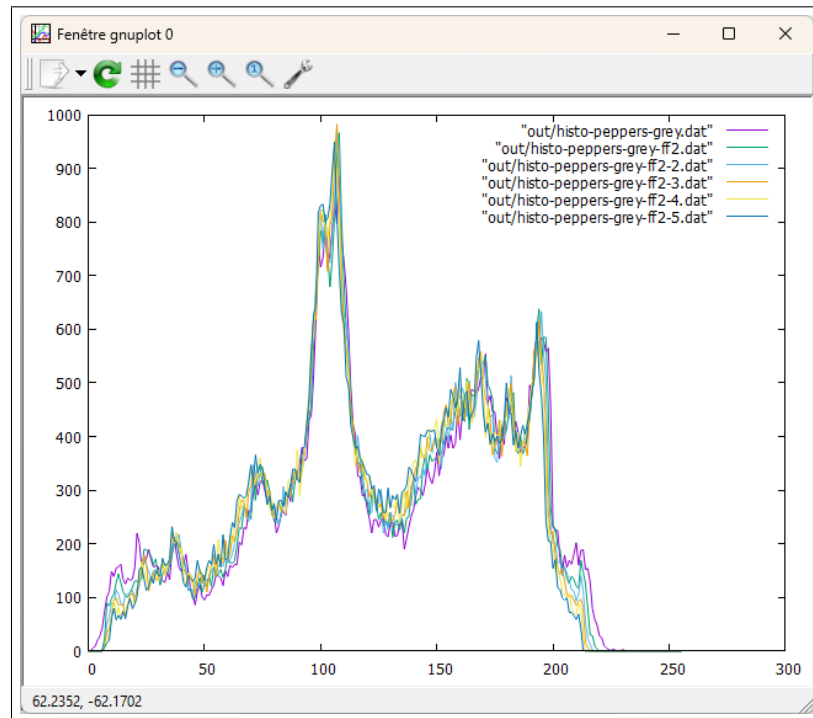 Fenêtre gnuplot 0
1
1000
900
800
700
600
500
400
300
200
100
0
"out/histo-peppers-grey.dat"
"out/histo-peppers-grey-ff2.dat"
"out/histo-peppers-grey-ff2-2.dat"
"out/histo-peppers-grey-ff2-3.dat"
"out/histo-peppers-grey-ff2-4.dat"
"out/histo-peppers-grey-ff2-5.dat"
0 50 100 150 200 250 300
62.2352, -62.1702